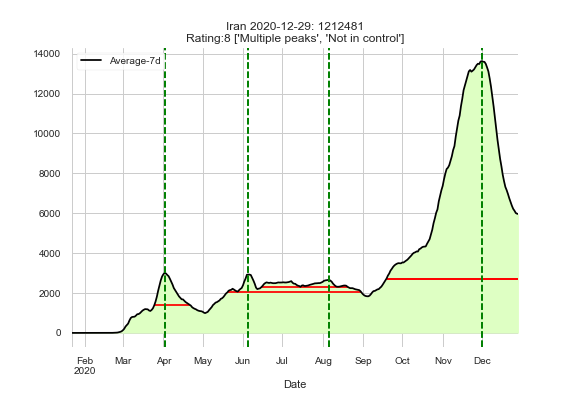 Iran 2020-12-29: 1212481
Rating:8 ['Multiple peaks', 'Not in control']
Average-7d
14000
12000
10000
8000
6000
4000
2000
0
Feb Mar Apr May Jun Jul Aug Sep Oct Nov Dec
2020
Date